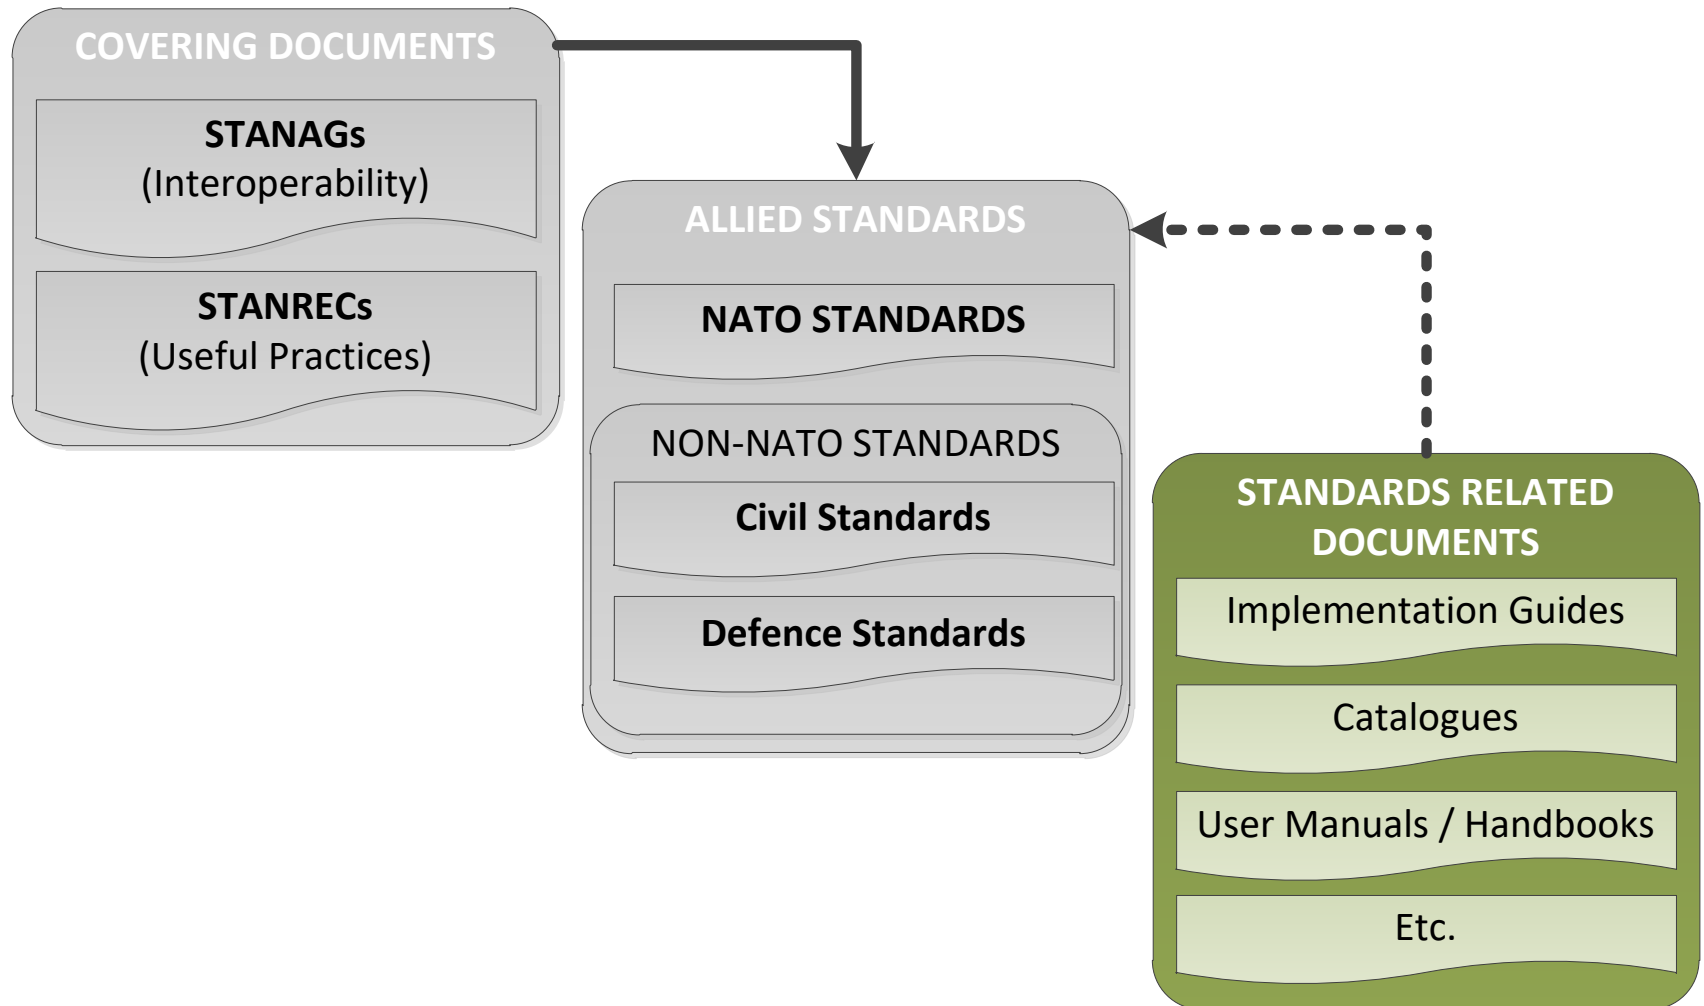 COVERING DOCUMENTS
STANAGs
(Interoperability)
STANRECs
(Useful Practices)
ALLIED STANDARDS
NATO STANDARDS
NON-NATO STANDARDS
Civil Standards
Defence Standards
STANDARDS RELATED
DOCUMENTS
Implementation Guides
Catalogues
User Manuals / Handbooks
Etc.